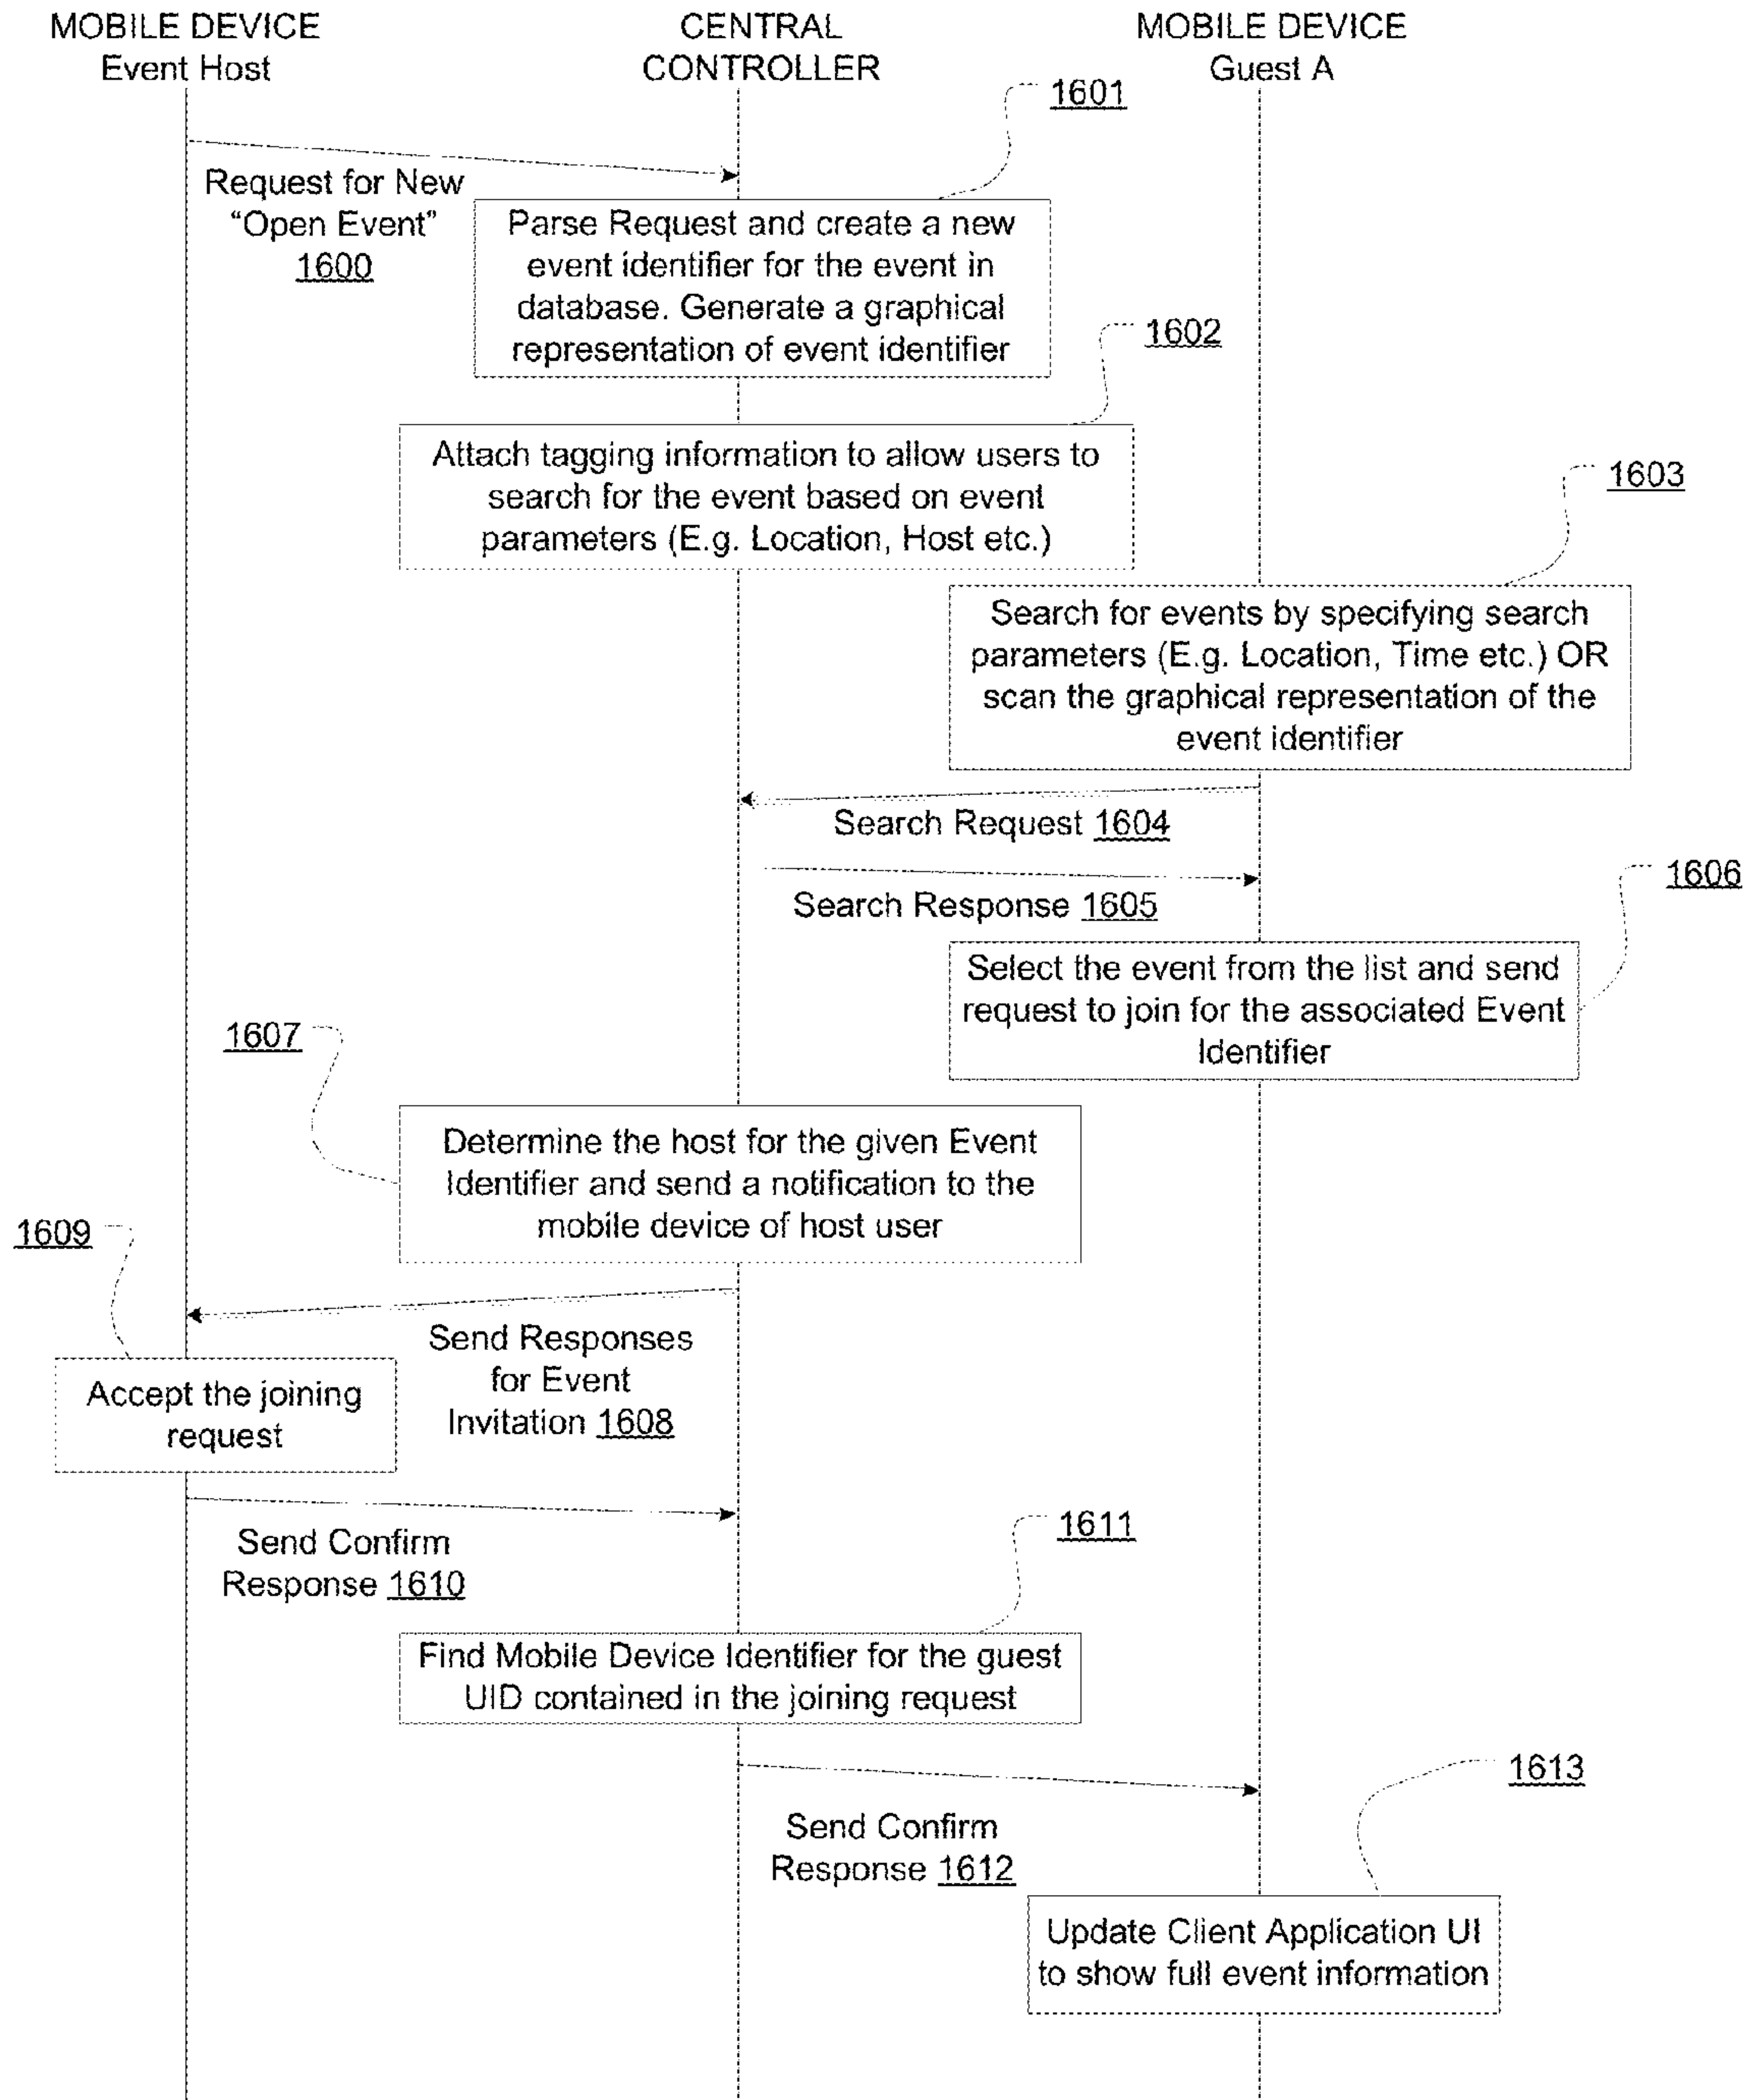 MOBILE DEVICE
Event Host
CENTRAL
CONTROLLER
MOBILE DEVICE
Guest A
1601
Request for New
“Open Event”
1600
Parse Request and create a new
event identifier for the event in
database. Generate a graphical
representation of event identifier
1602
Attach tagging information to allow users to
search for the event based on event
parameters (E.g. Location, Host etc.)
1603
Search for events by specifying search
parameters (E.g. Location, Time etc.) OR
scan the graphical representation of the
event identifier
Search Request 1604
Search Response 1605
1606
Select the event from the list and send
request to join for the associated Event
Identifier
1607
Determine the host for the given Event
Identifier and send a notification to the
mobile device of host user
1609
Send Responses
for Event
Invitation 1608
Accept the joining
request
Send Confirm
Response 1610
1611
Find Mobile Device Identifier for the guest
UID contained in the joining request
Send Confirm
Response 1612
1613
Update Client Application UI
to show full event information